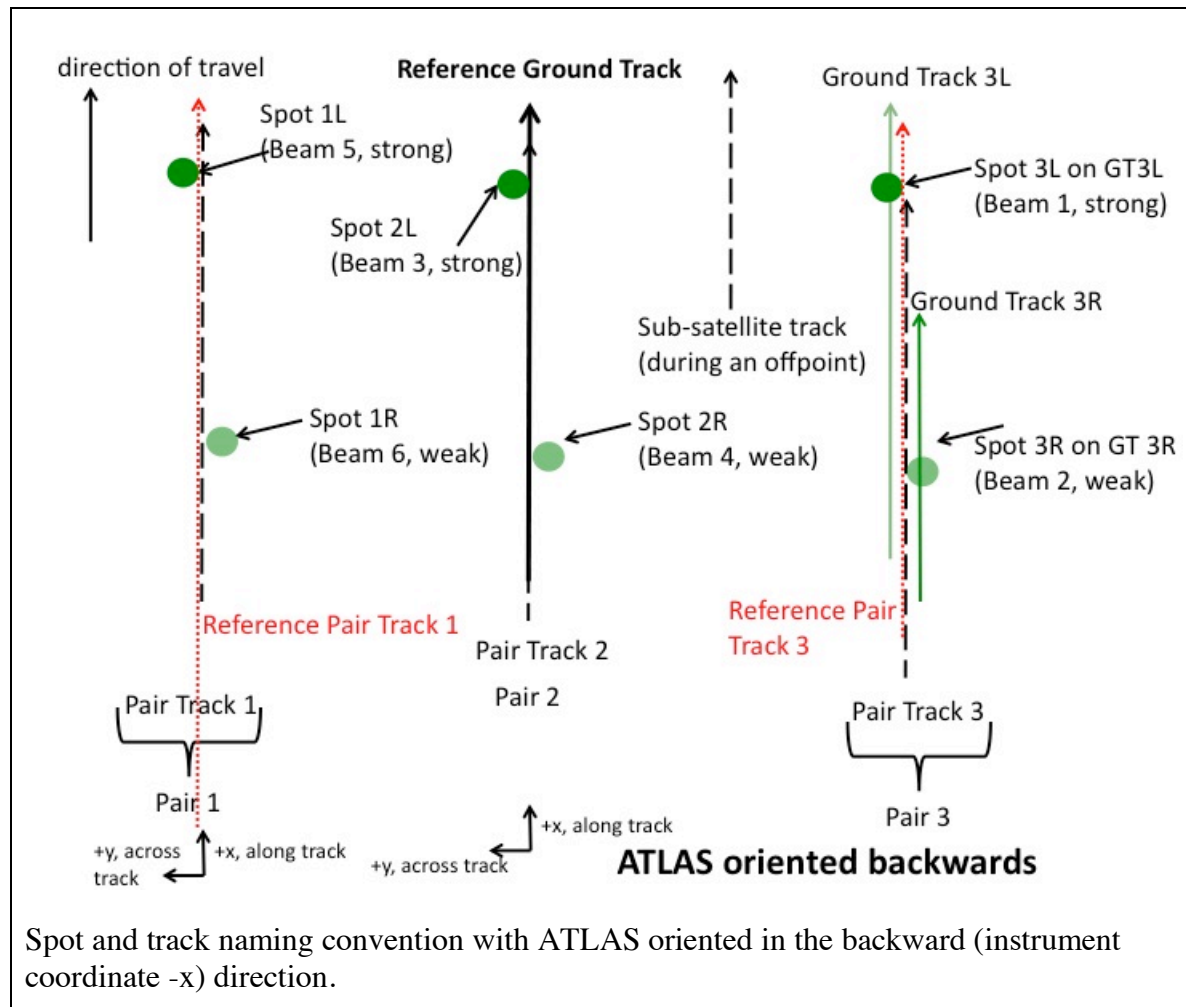 direction of travel
Reference Ground Track
Ground Track 3L
Spot 1L
(Beam 5, strong)
Spot 2L
(Beam 3, strong)
Spot 3L on GT3L
(Beam 1, strong)
Ground Track 3R
Sub-satellite track
(during an offpoint)
Spot 1R
(Beam 6, weak)
Spot 2R
(Beam 4, weak)
Spot 3R on GT 3R
(Beam 2, weak)
Reference Pair Track 1
Reference Pair
Track 3
Pair Track 2
Pair 2
Pair Track 1
Pair 1
Pair Track 3
Pair 3
+y, across
track
+x, along track
+y, across track
+x, along track
ATLAS oriented backwards
Spot and track naming convention with ATLAS oriented in the backward (instrument
coordinate -x) direction.